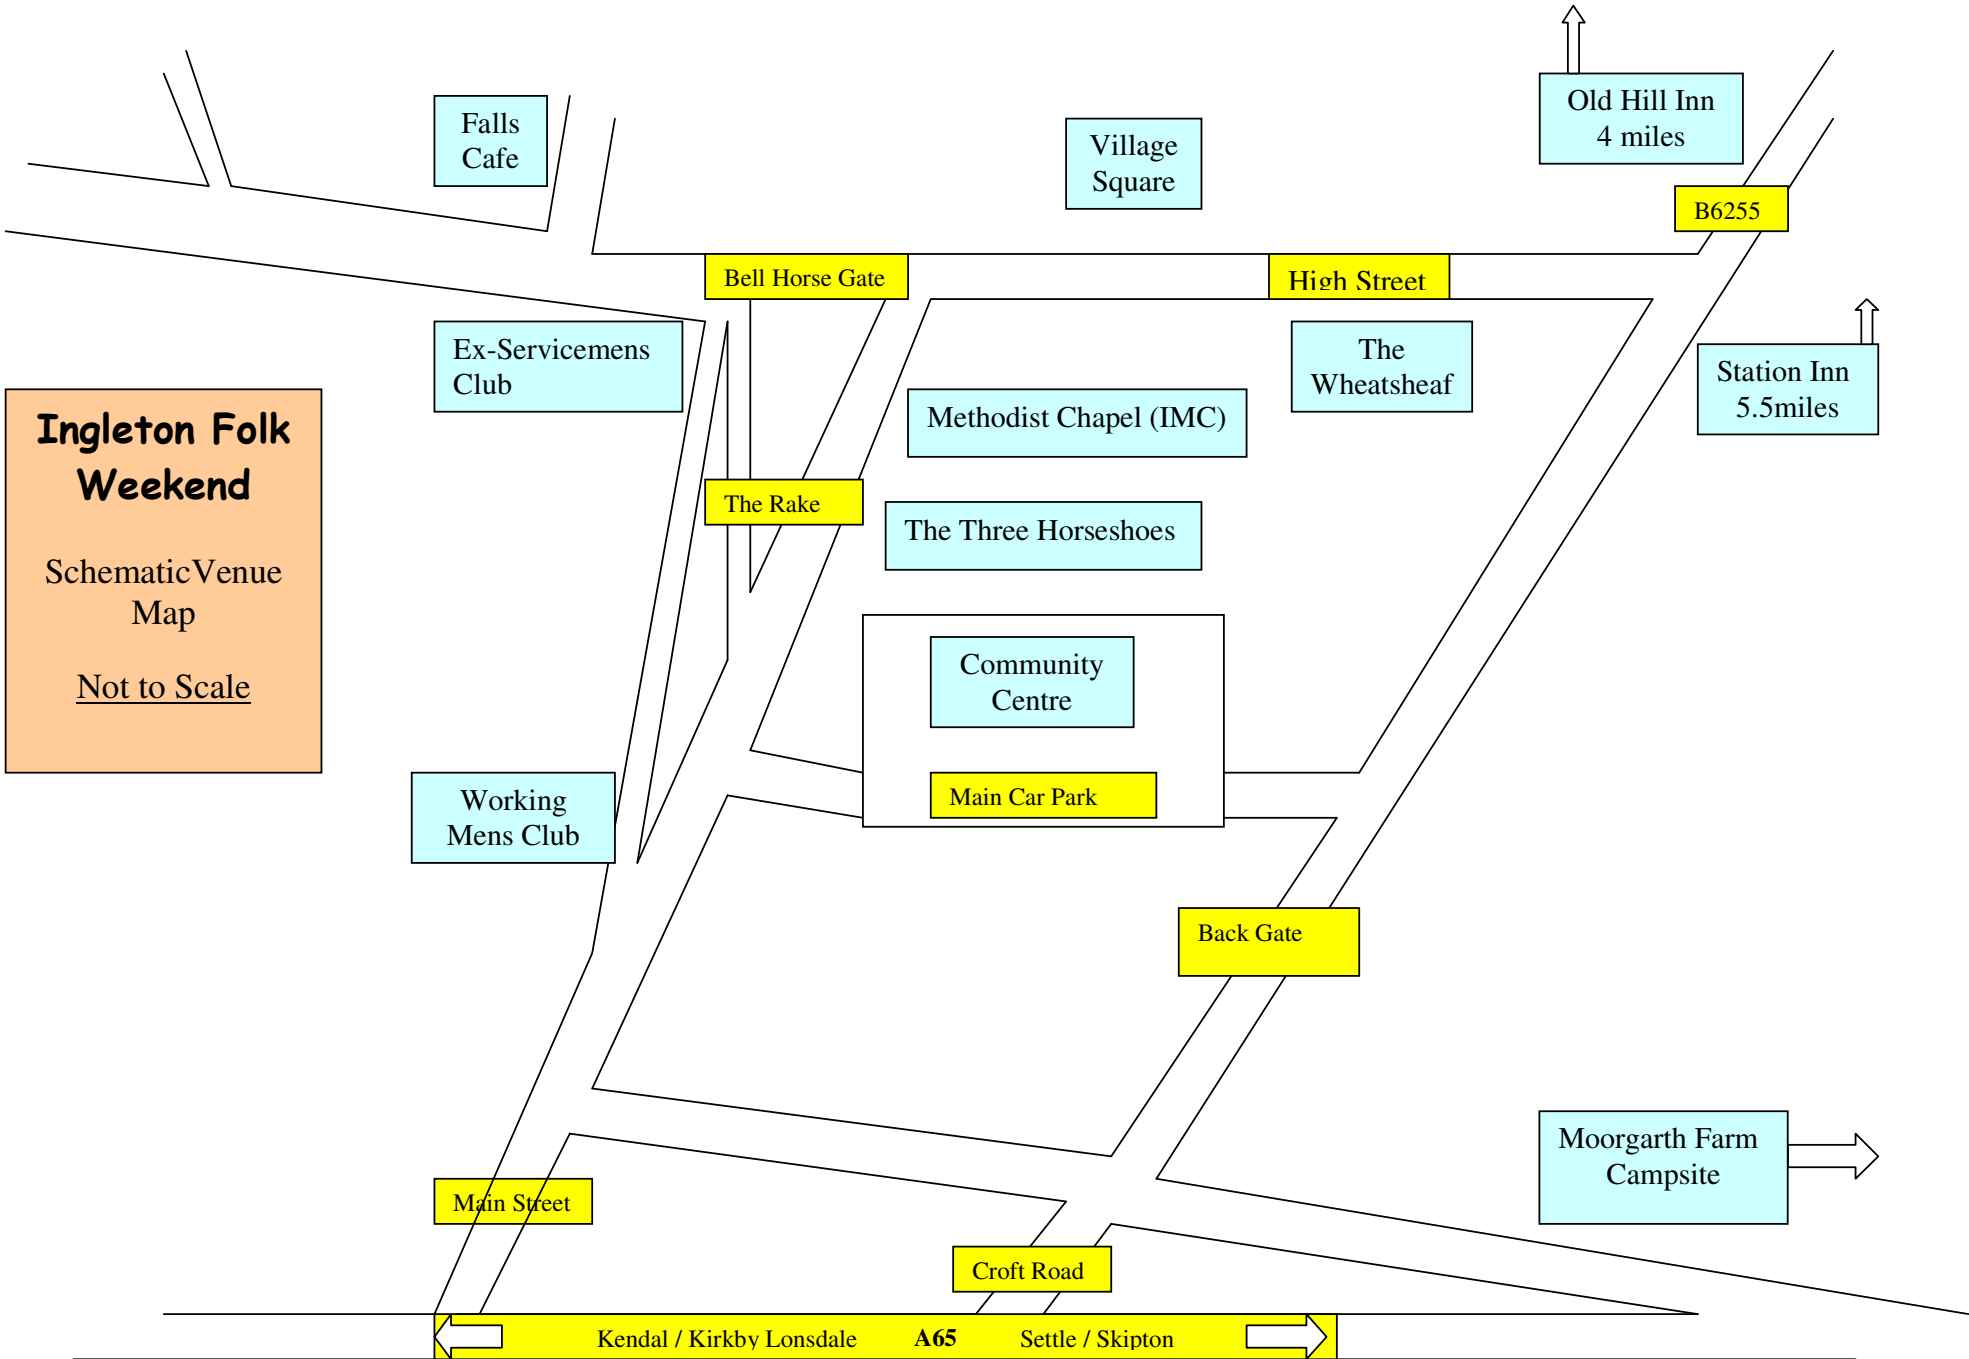 Old Hill Inn
4 miles
Falls
Cafe
Village
Square
B6255
Bell Horse Gate
High Street
Ex-Servicemens
Club
The
Wheatsheaf
Station Inn
5.5miles
Methodist Chapel (IMC)
Ingleton Folk
Weekend
SchematicVenue
Map
Not to Scale
The Rake
The Three Horseshoes
Community
Centre
Working
Mens Club
Main Car Park
Back Gate
Moorgarth Farm
Campsite
Main Street
Croft Road
Kendal / Kirkby Lonsdale A65 Settle / Skipton